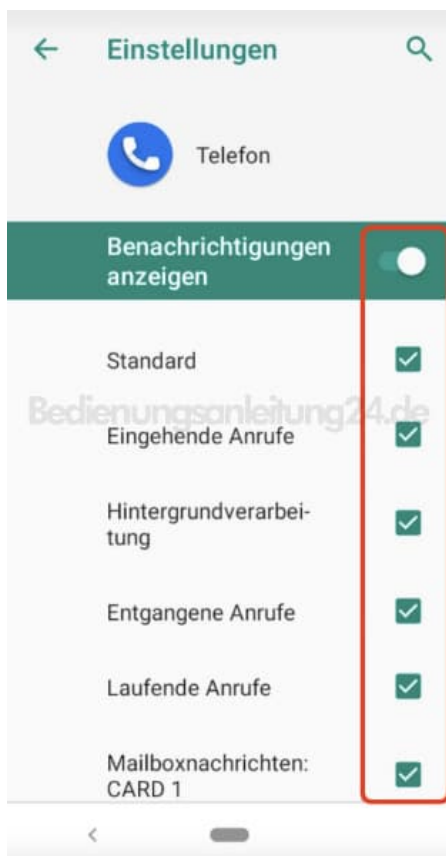 Einstellungen
Telefon
Benachrichtigungen
anzeigen
Standard
Bedienungsanleitung24.de
Eingehende Anrufe
Hintergrundverarbei-
tung
Entgangene Anrufe
Laufende Anrufe
Mailboxnachrichten:
CARD 1